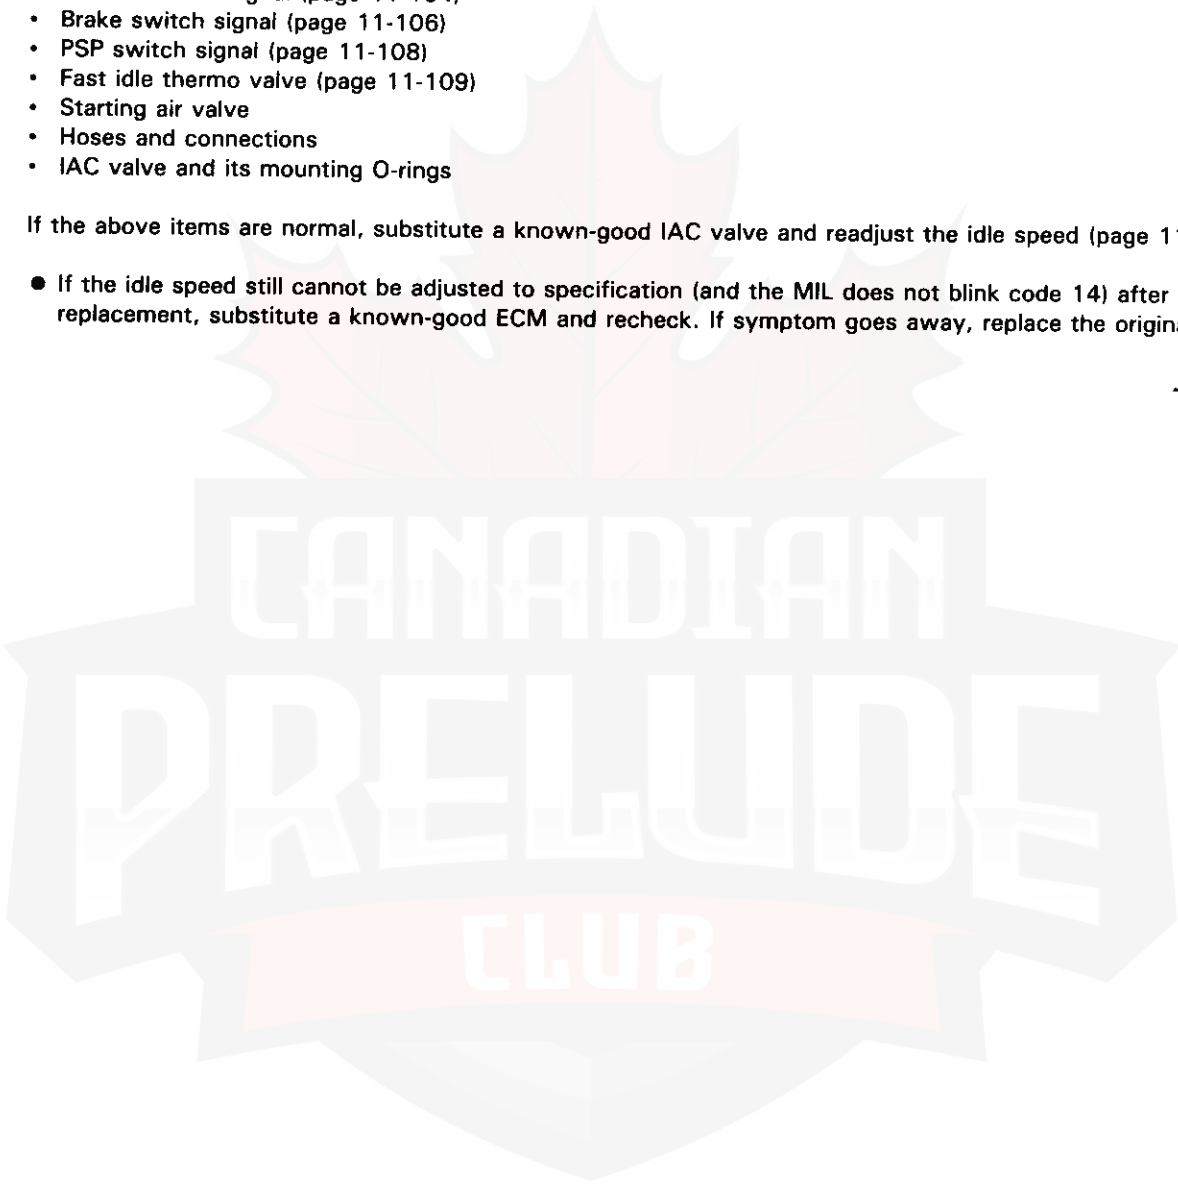 • Brake switch signal (page 11-106)
• PSP switch signal (page 11-108)
• Fast idle thermo valve (page 11-109)
• Starting air valve
• Hoses and connections
• IAC valve and its mounting O-rings
If the above items are normal, substitute a known-good IAC valve and readjust the idle speed (page
● If the idle speed still cannot be adjusted to specification (and the MIL does not blink code 14) after
replacement, substitute a known-good ECM and recheck. If symptom goes away, replace the
CANADIAN
PRELUDE
CLUB